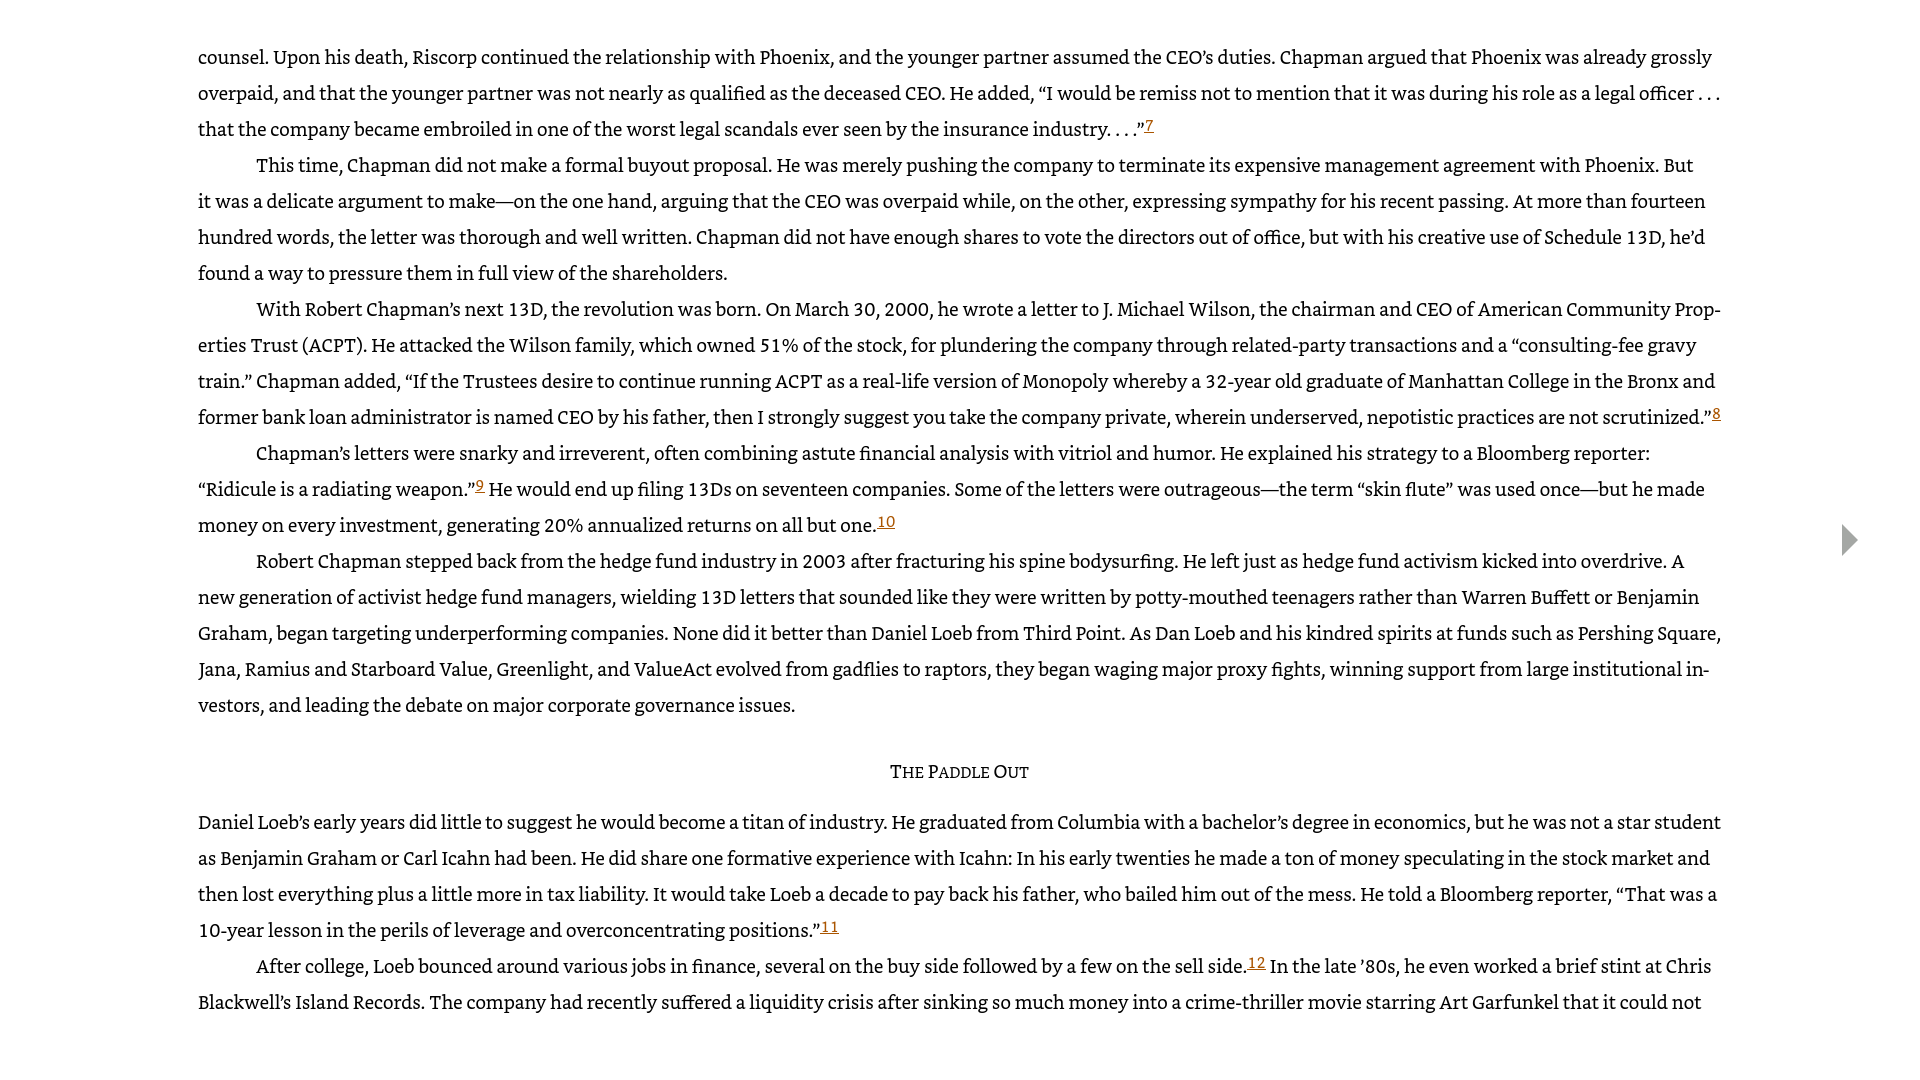 counsel. Upon his death, Riscorp continued the relationship with Phoenix, and the younger partner assumed the CEO’s duties. Chapman argued that Phoenix was already grossly
overpaid, and that the younger partner was not nearly as qualified as the deceased CEO. He added, “I would be remiss not to mention that it was during his role as a legal officer . . .
that the company became embroiled in one of the worst legal scandals ever seen by the insurance industry. . . .”7
This time, Chapman did not make a formal buyout proposal. He was merely pushing the company to terminate its expensive management agreement with Phoenix. But
it was a delicate argument to make—on the one hand, arguing that the CEO was overpaid while, on the other, expressing sympathy for his recent passing. At more than fourteen
hundred words, the letter was thorough and well written. Chapman did not have enough shares to vote the directors out of office, but with his creative use of Schedule 13D, he’d
found a way to pressure them in full view of the shareholders.
With Robert Chapman’s next 13D, the revolution was born. On March 30, 2000, he wrote a letter to J. Michael Wilson, the chairman and CEO of American Community Prop-
erties Trust (ACPT). He attacked the Wilson family, which owned 51% of the stock, for plundering the company through related-party transactions and a “consulting-fee gravy
train.” Chapman added, “If the Trustees desire to continue running ACPT as a real-life version of Monopoly whereby a 32-year old graduate of Manhattan College in the Bronx and
former bank loan administrator is named CEO by his father, then I strongly suggest you take the company private, wherein underserved, nepotistic practices are not scrutinized.”8
Chapman’s letters were snarky and irreverent, often combining astute financial analysis with vitriol and humor. He explained his strategy to a Bloomberg reporter:
“Ridicule is a radiating weapon.”9 He would end up filing 13Ds on seventeen companies. Some of the letters were outrageous—the term “skin flute” was used once—but he made
money on every investment, generating 20% annualized returns on all but one.10
Robert Chapman stepped back from the hedge fund industry in 2003 after fracturing his spine bodysurfing. He left just as hedge fund activism kicked into overdrive. A
new generation of activist hedge fund managers, wielding 13D letters that sounded like they were written by potty-mouthed teenagers rather than Warren Buffett or Benjamin
Graham, began targeting underperforming companies. None did it better than Daniel Loeb from Third Point. As Dan Loeb and his kindred spirits at funds such as Pershing Square,
Jana, Ramius and Starboard Value, Greenlight, and ValueAct evolved from gadflies to raptors, they began waging major proxy fights, winning support from large institutional in-
vestors, and leading the debate on major corporate governance issues.
THE PADDLE OUT
Daniel Loeb’s early years did little to suggest he would become a titan of industry. He graduated from Columbia with a bachelor’s degree in economics, but he was not a star student
as Benjamin Graham or Carl Icahn had been. He did share one formative experience with Icahn: In his early twenties he made a ton of money speculating in the stock market and
then lost everything plus a little more in tax liability. It would take Loeb a decade to pay back his father, who bailed him out of the mess. He told a Bloomberg reporter, “That was a
10-year lesson in the perils of leverage and overconcentrating positions.”11
After college, Loeb bounced around various jobs in finance, several on the buy side followed by a few on the sell side.12 In the late ’80s, he even worked a brief stint at Chris
Blackwell’s Island Records. The company had recently suffered a liquidity crisis after sinking so much money into a crime-thriller movie starring Art Garfunkel that it could not